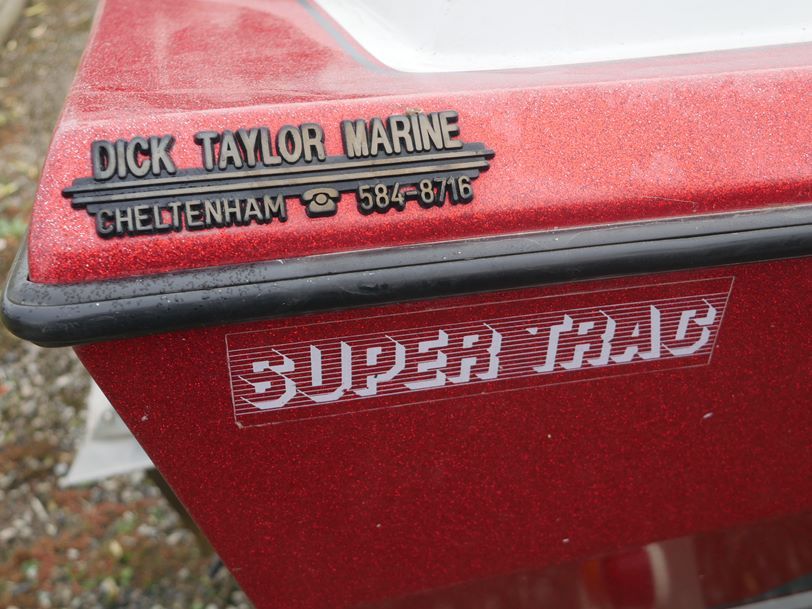 DICK TAYLOR MARINE
CHELTENHAM 584-8716
SUPER TRAC